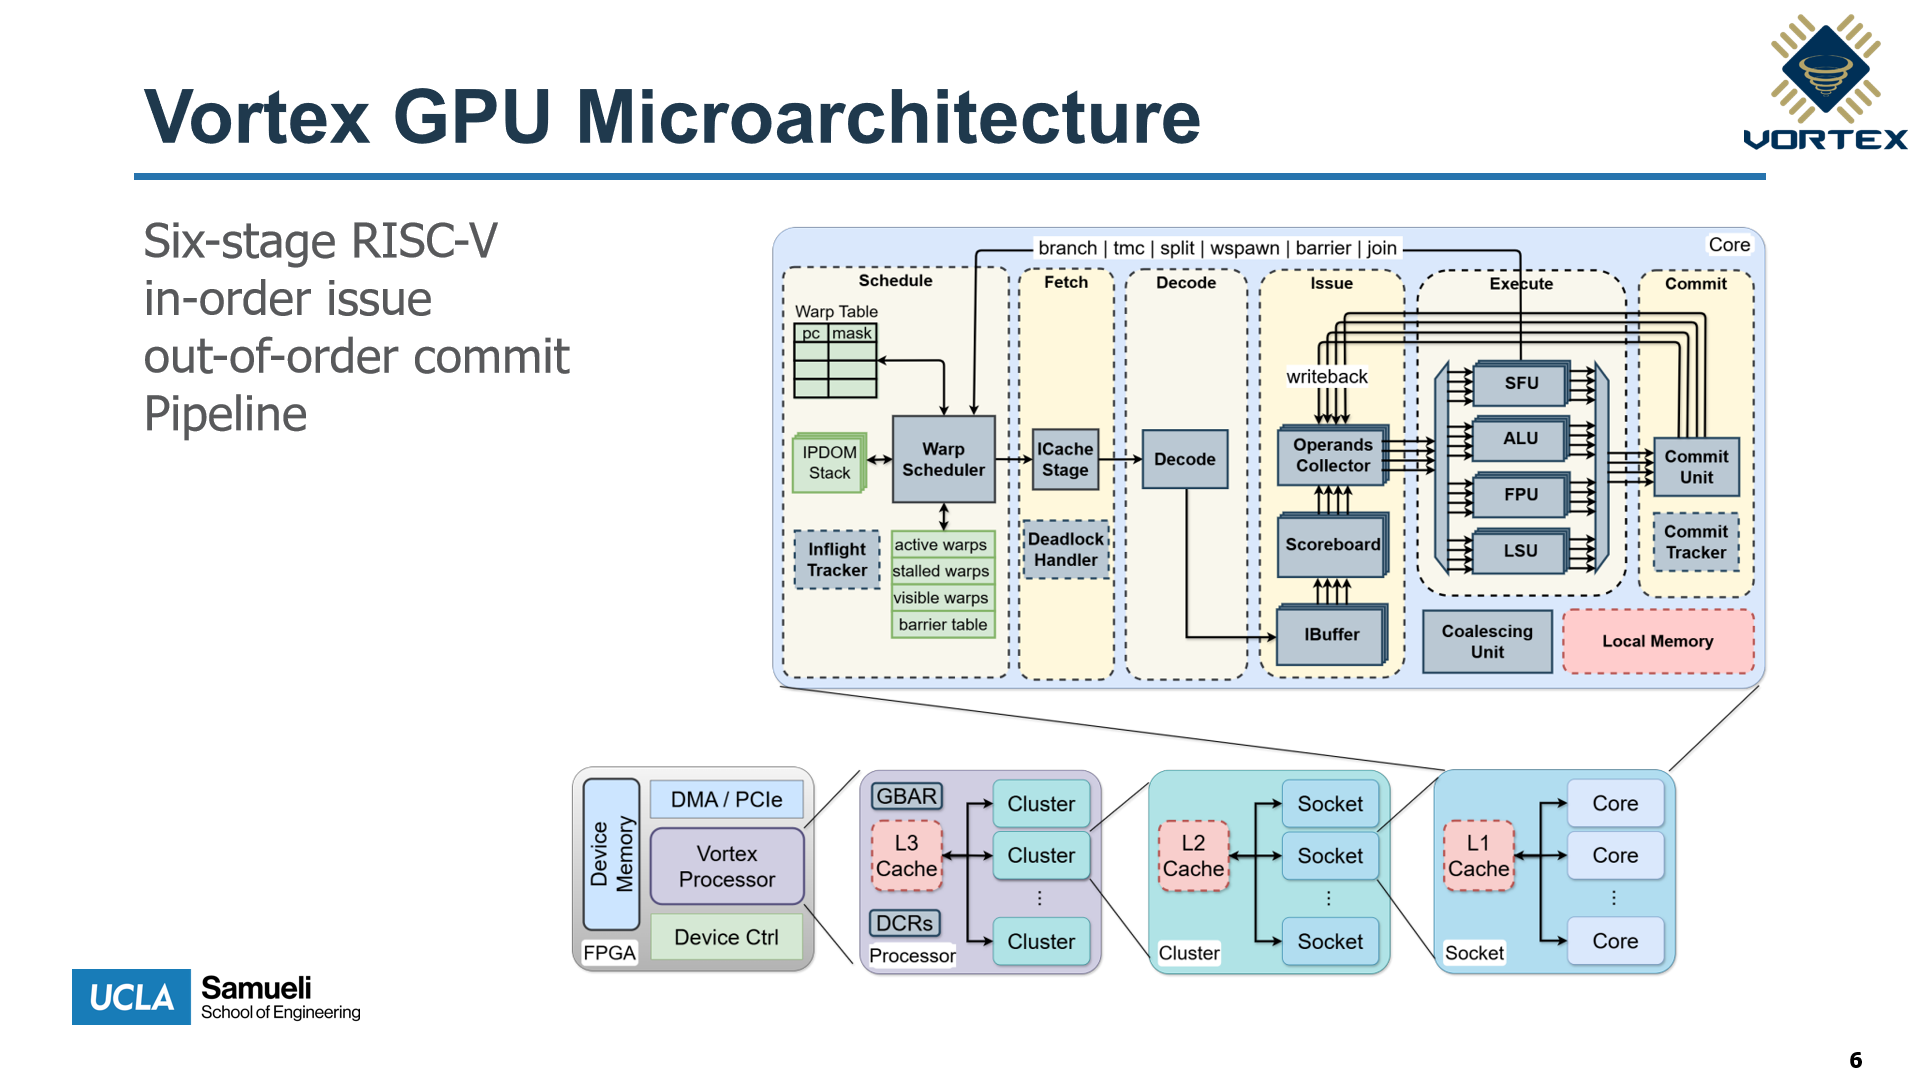 Vortex GPU Microarchitecture
VORTEX
Six-stage RISC-V
in-order issue
out-of-order commit
Pipeline
branch | tmc | split | wspawn | barrier | join
Core
Schedule
Fetch
Decode
Issue
Execute
Commit
Warp Table
pc
mask
IPDOM
Stack
Warp
Scheduler
Inflight
Tracker
active warps
stalled warps
visible warps
barrier table
ICache
Stage
Deadlock
Handler
Decode
writeback
Operands
Collector
Scoreboard
IBuffer
SFU
ALU
FPU
LSU
Commit
Unit
Commit
Tracker
Coalescing
Unit
Local Memory
Device
Memory
DMA / PCIe
Vortex
Processor
Device Ctrl
FPGA
GBAR
L3
Cache
DCRs
Processor
Cluster
Cluster
⋮
Cluster
L2
Cache
Cluster
Socket
Socket
⋮
Socket
L1
Cache
Socket
Core
Core
⋮
Core
UCLA
Samueli
School of Engineering
6